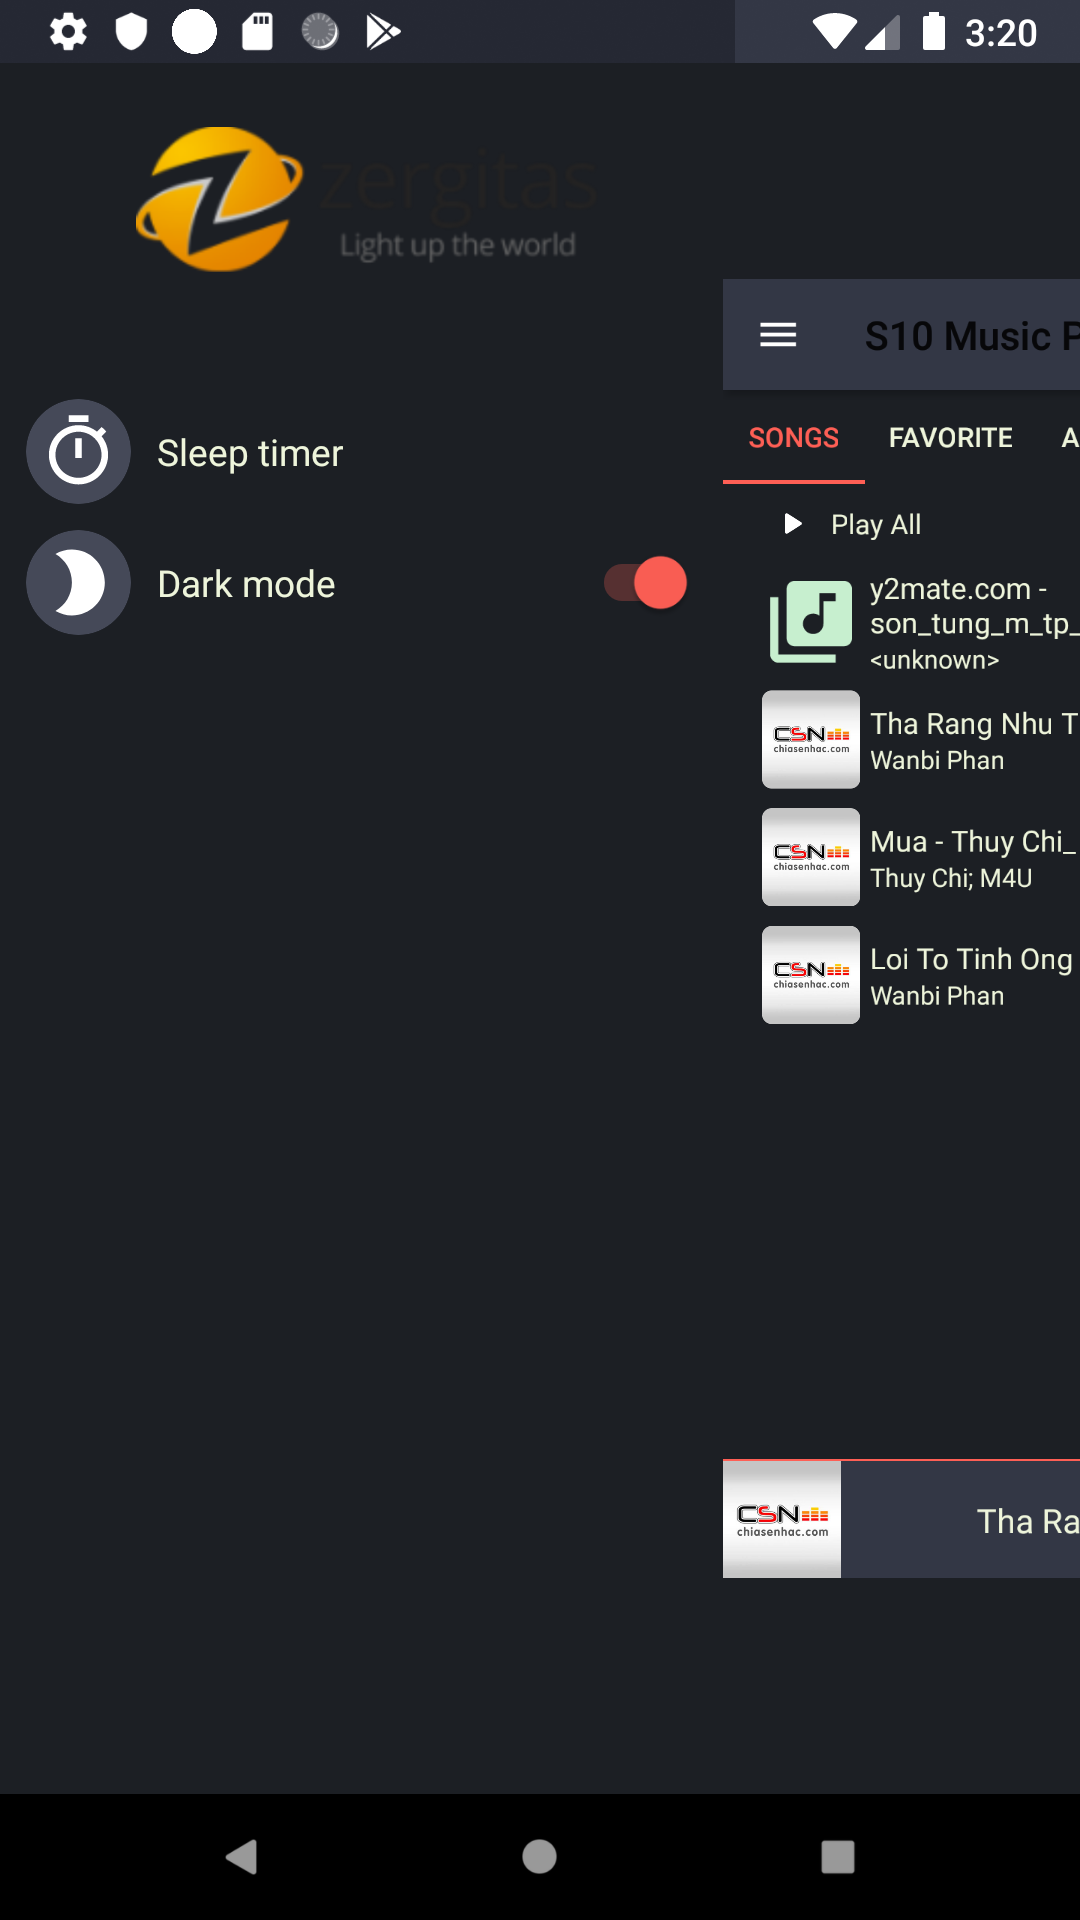 3:20
zergitas
Light up the world
Sleep timer
Dark mode
S10 Music P
SONGS
FAVORITE
A
Play All
y2mate.com -
son_tung_m_tp_
<unknown>
CSN
chiasenhac.com
Tha Rang Nhu T
Wanbi Phan
CSN
chiasenhac.com
Mua - Thuy Chi_
Thuy Chi; M4U
CSN
chiasenhac.com
Loi To Tinh Ong
Wanbi Phan
CSN
chiasenhac.com
Tha Ra